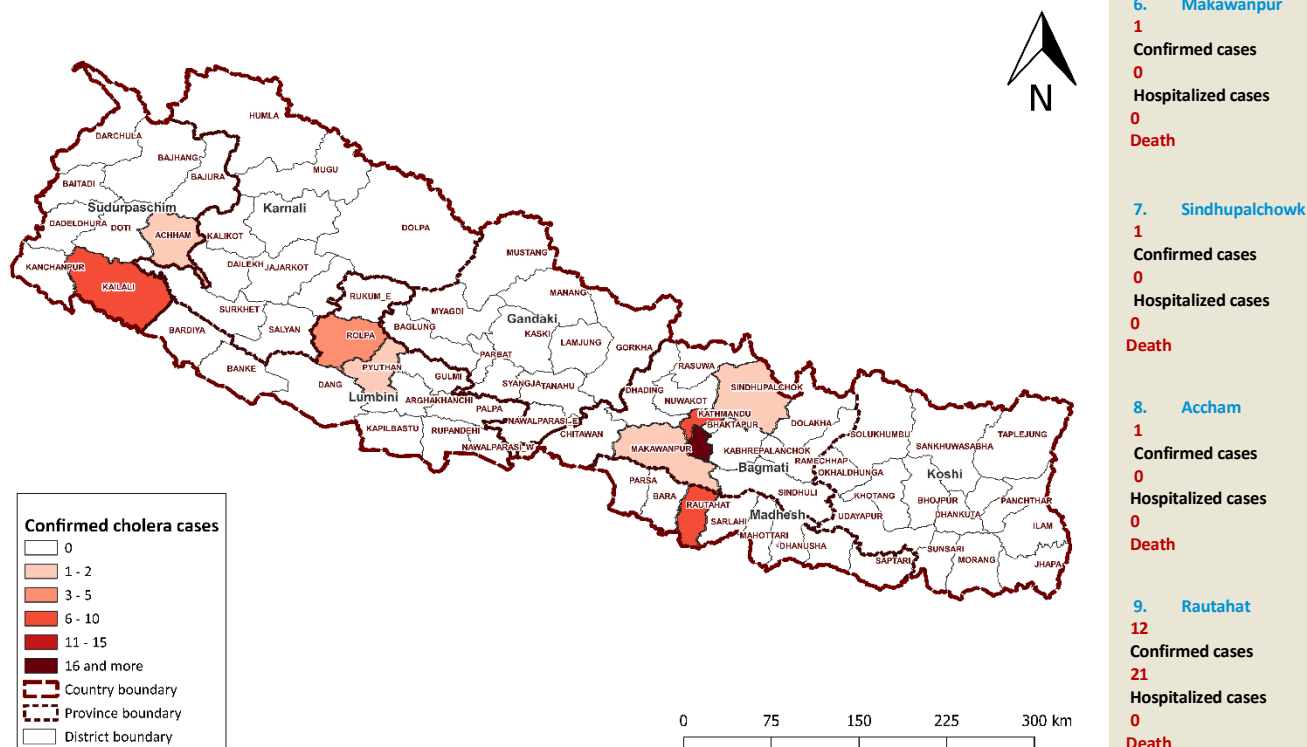 N
HUMLA
DARCHULA
BAJHANG
MUGU
BAJURA
BAITADI
Sudurpaschim
Karnali
DADELDHURA
DOTI
DOLPA
ACHHAM
KALIKOT
MUSTANG
KANCHANPUR
DAILEKH
JAJARKOT
KAILALI
RUKUM_E
MANANG
SURKHET
MYAGDI
Gandaki
BARDIYA
SALYAN
ROLPA
BAGLUNG
KASKI
LAMJUNG
GORKHA
PARBAT
BANKE
PYUTHAN
RASUWA
DANG
GULMI
SYANGJA
TANAHU
DHADING
SINDHUPALCHOK
Lumbini
ARGHAKHANCHI
NUWAKOT
PALPA
KATHMANDU
NAWALPARASI_E
BHAKTAPUR
DOLAKHA
KAPILBASTU
RUPANDEHI
CHITAWAN
SOLUKHUMBU
TAPLEJUNG
NAWALPARASI_W
MAKAWANPUR
KABHREPALANCHOK
SANKHUWASABHA
Bagmati
RAMECHHAP
OKHALDHUNGA
Koshi
PARSA
BARA
SINDHULI
KHOTANG
BHOJPUR
PANCHTHAR
RAUTAHAT
Madhesh
UDAYAPUR
DHANKUTA
SARLAHI
ILAM
MAHOTTARI
DHANUSHA
SUNSARI
SAPTARI
MORANG
JHAPA
Confirmed cholera cases
0
1 - 2
3 - 5
6 - 10
11 - 15
16 and more
Country boundary
Province boundary
District boundary
0 75 150 225 300 km
6. Makawanpur
1
Confirmed cases
0
Hospitalized cases
0
Death
7. Sindhupalchowk
1
Confirmed cases
0
Hospitalized cases
0
Death
8. Accham
1
Confirmed cases
0
Hospitalized cases
0
Death
9. Rautahat
12
Confirmed cases
21
Hospitalized cases
0
Death